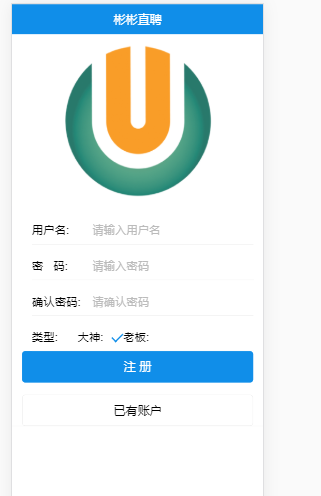 彬彬直聘
用户名: 请输入用户名
密 码: 请输入密码
确认密码: 请确认密码
类型: 大神: 老板:
注 册
已有账户